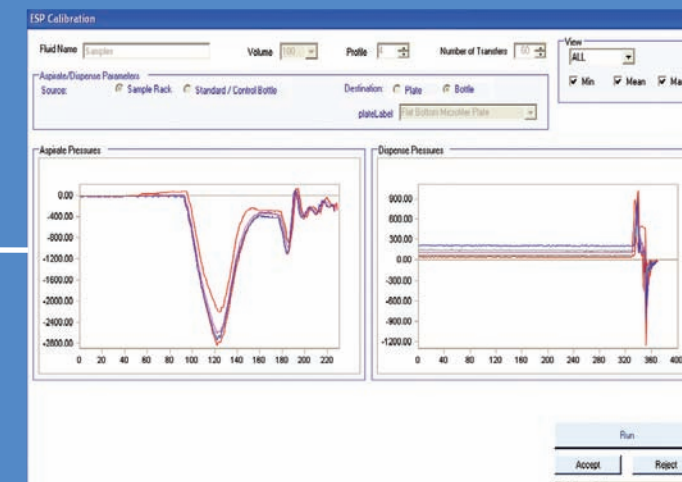 ESP Calibration
Fluid Name Samples Volume 100 Profile 4 Number of Transfers 60
View
ALL
Min Mean Ma
Aspirate/Dispense Parameters
Source: Sample Rack Standard / Control Bottle Destination: Plate Bottle
plateLabel Flat Bottom Microtiter Plate
Aspirate Pressures
0.00
-400.00
-800.00
-1200.00
-1600.00
-2000.00
-2400.00
-2800.00
0 20 40 60 80 100 120 140 160 180 200 220
Dispense Pressures
900.00
600.00
300.00
0.00
-300.00
-600.00
-900.00
-1200.00
0 40 80 120 160 200 240 280 320 360 400
Run
Accept Reject